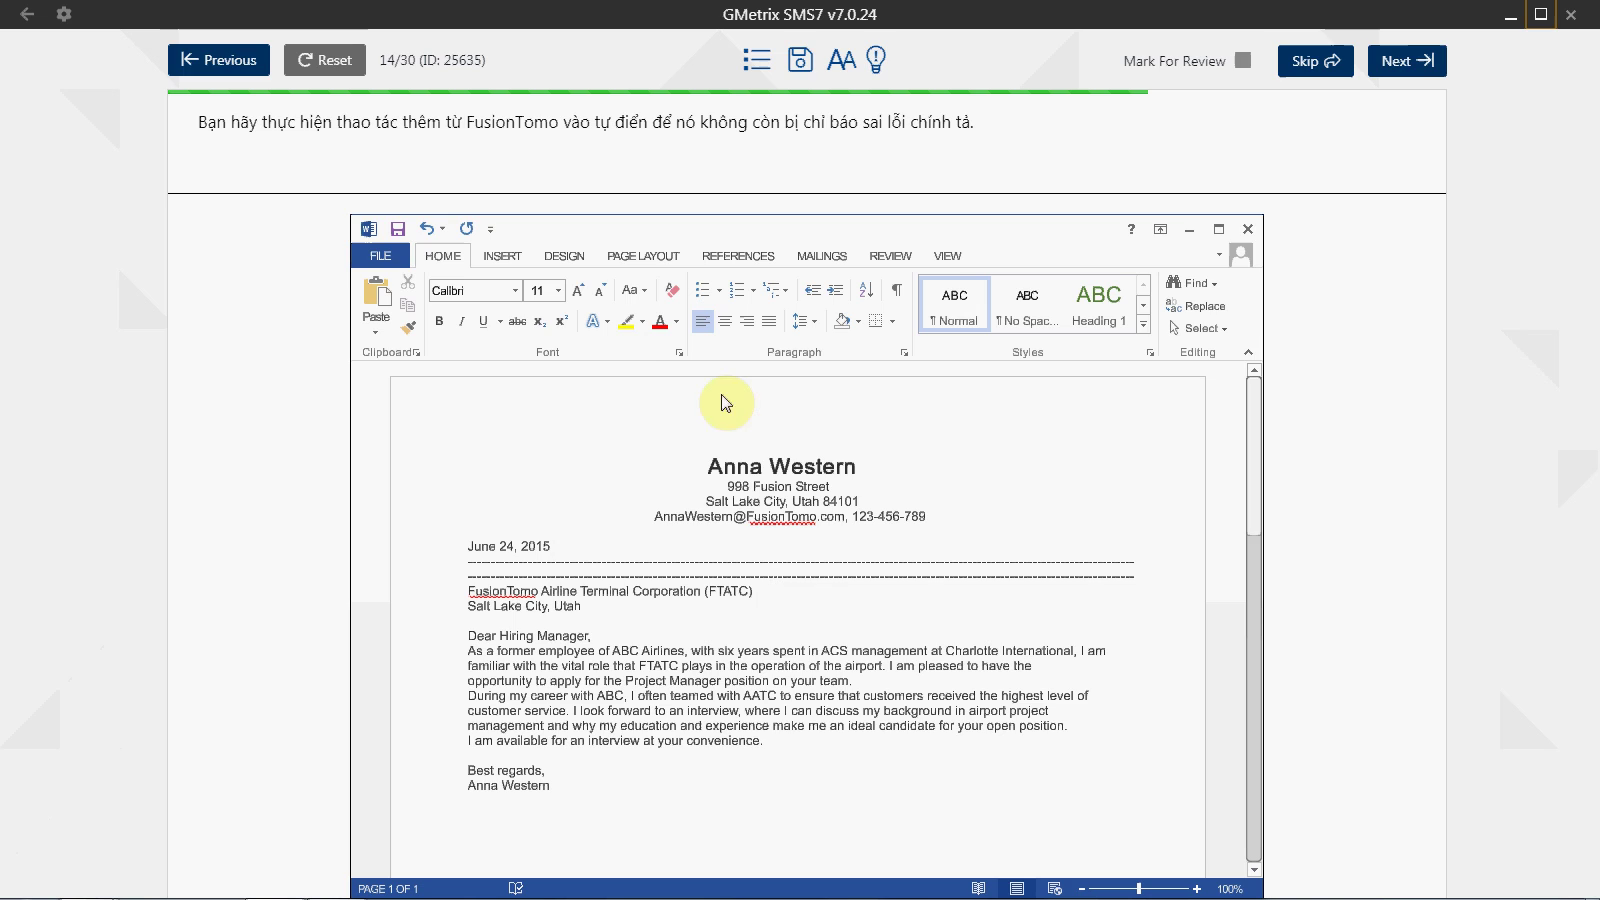 GMetrix SMS7 v7.0.24
Previous
Reset
14/30 (ID: 25635)
AA
Mark For Review
Skip
Next
Bạn hãy thực hiện thao tác thêm từ FusionTomo vào tự điển để nó không còn bị chỉ báo sai lỗi chính tả.
FILE
HOME
INSERT
DESIGN
PAGE LAYOUT
REFERENCES
MAILINGS
REVIEW
VIEW
Paste
Clipboard
Calibri
11
Aa
B I U abc x₂ x²
Font
Paragraph
ABC
¶ Normal
ABC
¶ No Spac...
ABC
Heading 1
Styles
Find
Replace
Select
Editing
Anna Western
998 Fusion Street
Salt Lake City, Utah 84101
AnnaWestern@FusionTomo.com, 123-456-789
June 24, 2015
FusionTomo Airline Terminal Corporation (FTATC)
Salt Lake City, Utah
Dear Hiring Manager,
As a former employee of ABC Airlines, with six years spent in ACS management at Charlotte International, I am
familiar with the vital role that FTATC plays in the operation of the airport. I am pleased to have the
opportunity to apply for the Project Manager position on your team.
During my career with ABC, I often teamed with AATC to ensure that customers received the highest level of
customer service. I look forward to an interview, where I can discuss my background in airport project
management and why my education and experience make me an ideal candidate for your open position.
I am available for an interview at your convenience.
Best regards,
Anna Western
PAGE 1 OF 1
100%